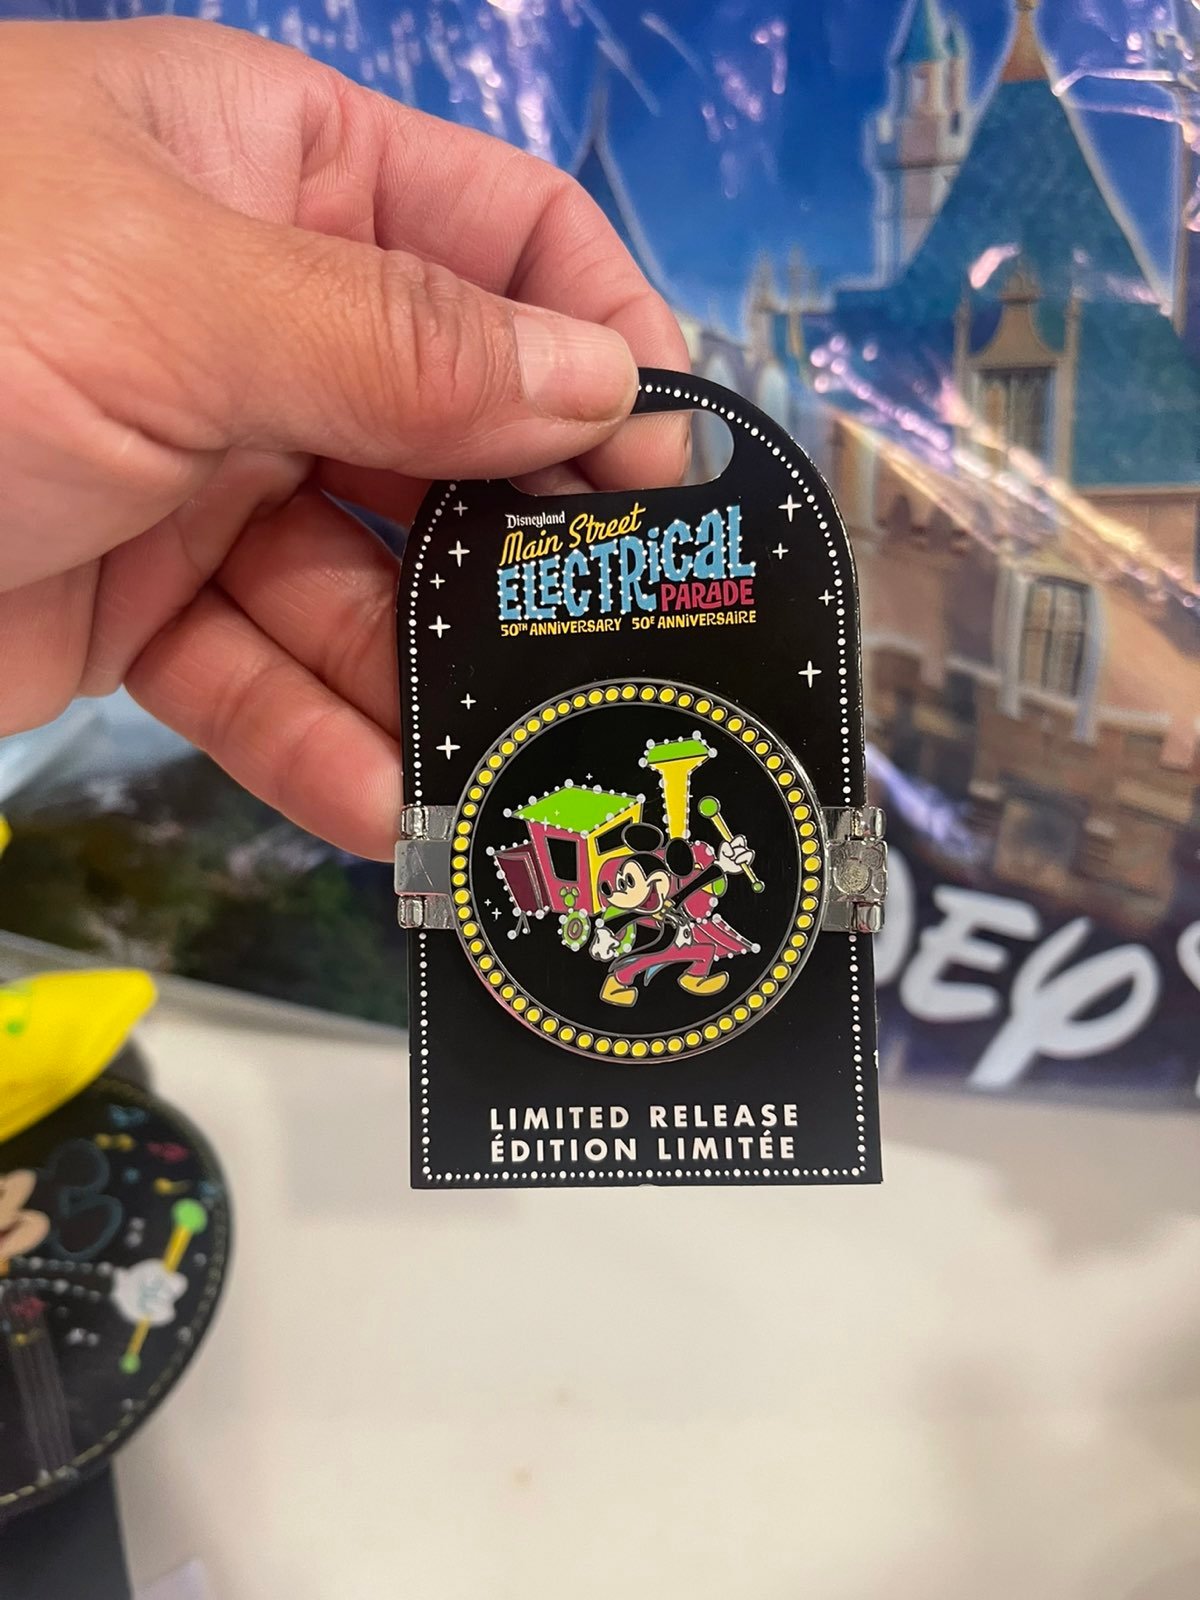 Disneyland
Main Street
ELECTRICAL
PARADE
50TH ANNIVERSARY 50E ANNIVERSAIRE
LIMITED RELEASE
ÉDITION LIMITÉE